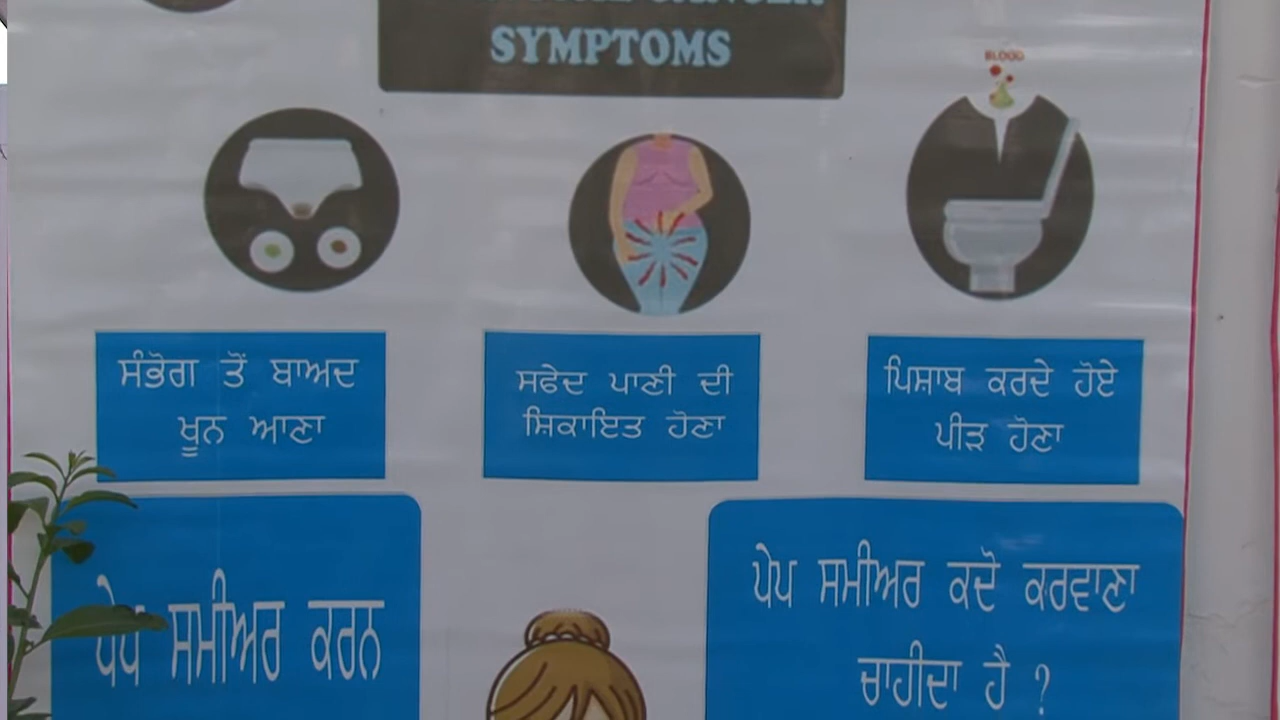 SYMPTOMS
BLOOD
ਸੰਭੋਗ ਤੋਂ ਬਾਅਦ
ਖੂਨ ਆਣਾ
ਸਫੇਦ ਪਾਣੀ ਦੀ
ਸ਼ਿਕਾਇਤ ਹੋਣਾ
ਪਿਸ਼ਾਬ ਕਰਦੇ ਹੋਏ
ਪੀੜ ਹੋਣਾ
ਪੇਪ ਸਮੀਅਰ ਕਰਨ
ਪੇਪ ਸਮੀਅਰ ਕਦੋ ਕਰਵਾਣਾ
ਚਾਹੀਦਾ ਹੈ ?